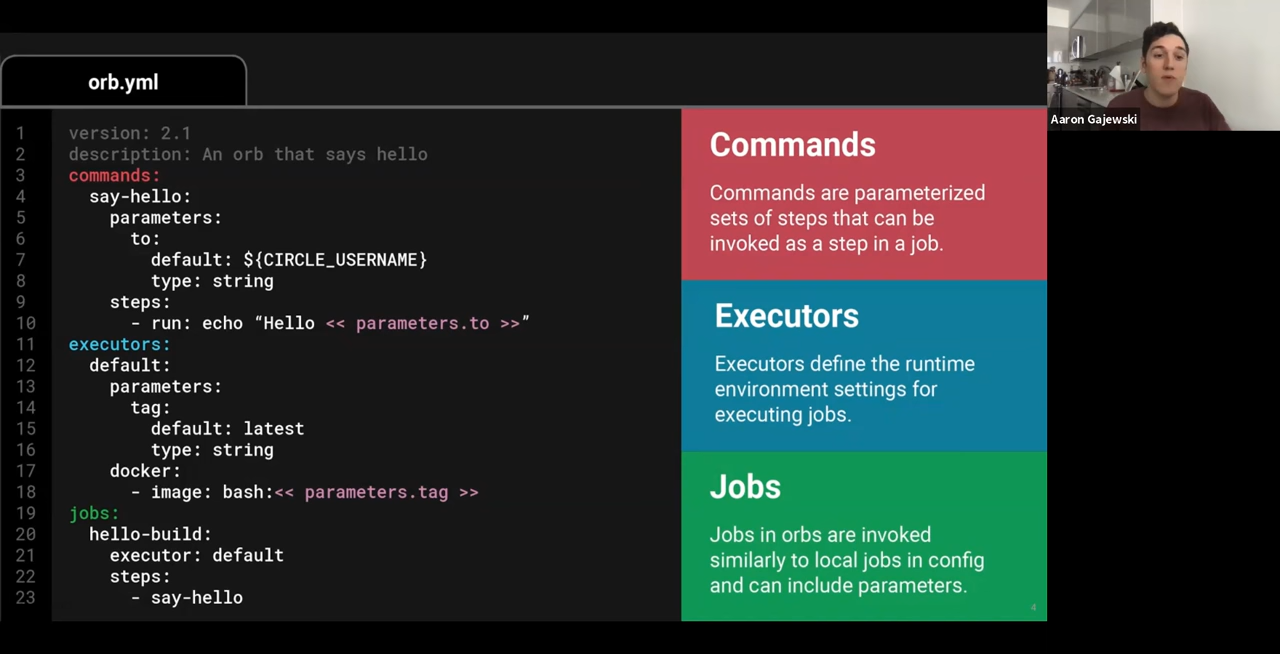 orb.yml
1 version: 2.1
2 description: An orb that says hello
3 commands:
4 say-hello:
5 parameters:
6 to:
7 default: ${CIRCLE_USERNAME}
8 type: string
9 steps:
10 - run: echo “Hello << parameters.to >>”
11 executors:
12 default:
13 parameters:
14 tag:
15 default: latest
16 type: string
17 docker:
18 - image: bash:<< parameters.tag >>
19 jobs:
20 hello-build:
21 executor: default
22 steps:
23 - say-hello
Commands
Commands are parameterized
sets of steps that can be
invoked as a step in a job.
Executors
Executors define the runtime
environment settings for
executing jobs.
Jobs
Jobs in orbs are invoked
similarly to local jobs in config
and can include parameters.
4
Aaron Gajewski